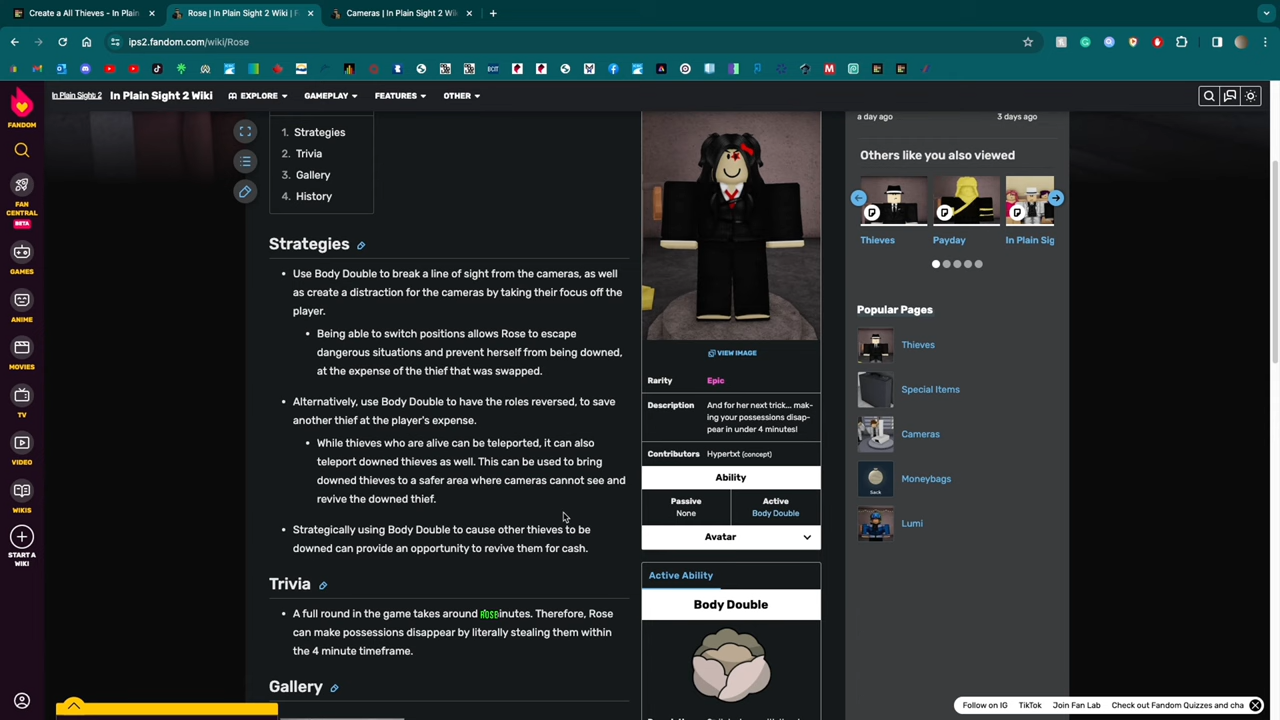 Create a All Thieves - In Plain
Rose | In Plain Sight 2 Wiki | F
Cameras | In Plain Sight 2 Wi
ips2.fandom.com/wiki/Rose
FANDOM
FAN CENTRAL
BETA
GAMES
ANIME
MOVIES
TV
VIDEO
WIKIS
START A WIKI
In Plain Sight 2
In Plain Sight 2 Wiki
EXPLORE
GAMEPLAY
FEATURES
OTHER
1. Strategies
2. Trivia
3. Gallery
4. History
Strategies
• Use Body Double to break a line of sight from the cameras, as well
as create a distraction for the cameras by taking their focus off the
player.
• Being able to switch positions allows Rose to escape
dangerous situations and prevent herself from being downed,
at the expense of the thief that was swapped.
• Alternatively, use Body Double to have the roles reversed, to save
another thief at the player's expense.
• While thieves who are alive can be teleported, it can also
teleport downed thieves as well. This can be used to bring
downed thieves to a safer area where cameras cannot see and
revive the downed thief.
• Strategically using Body Double to cause other thieves to be
downed can provide an opportunity to revive them for cash.
Trivia
• A full round in the game takes around inutes. Therefore, Rose
can make possessions disappear by literally stealing them within
the 4 minute timeframe.
Gallery
VIEW IMAGE
Rarity Epic
Description And for her next trick... mak-
ing your possessions disap-
pear in under 4 minutes!
Contributors Hypertxt (concept)
Ability
Passive Active
None Body Double
Avatar
Active Ability
Body Double
a day ago
3 days ago
Others like you also viewed
Thieves
Payday
In Plain Sig
Popular Pages
Thieves
Special Items
Cameras
Moneybags
Sack
Lumi
Follow on IG TikTok Join Fan Lab Check out Fandom Quizzes and cha